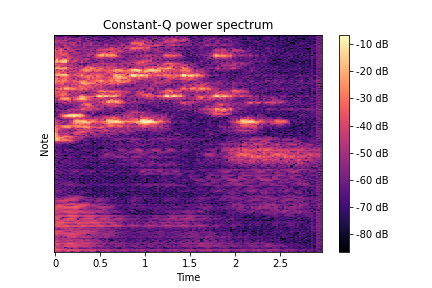 Constant-Q power spectrum
Note
-10 dB
-20 dB
-30 dB
-40 dB
-50 dB
-60 dB
-70 dB
-80 dB
0 0.5 1 1.5 2 2.5
Time